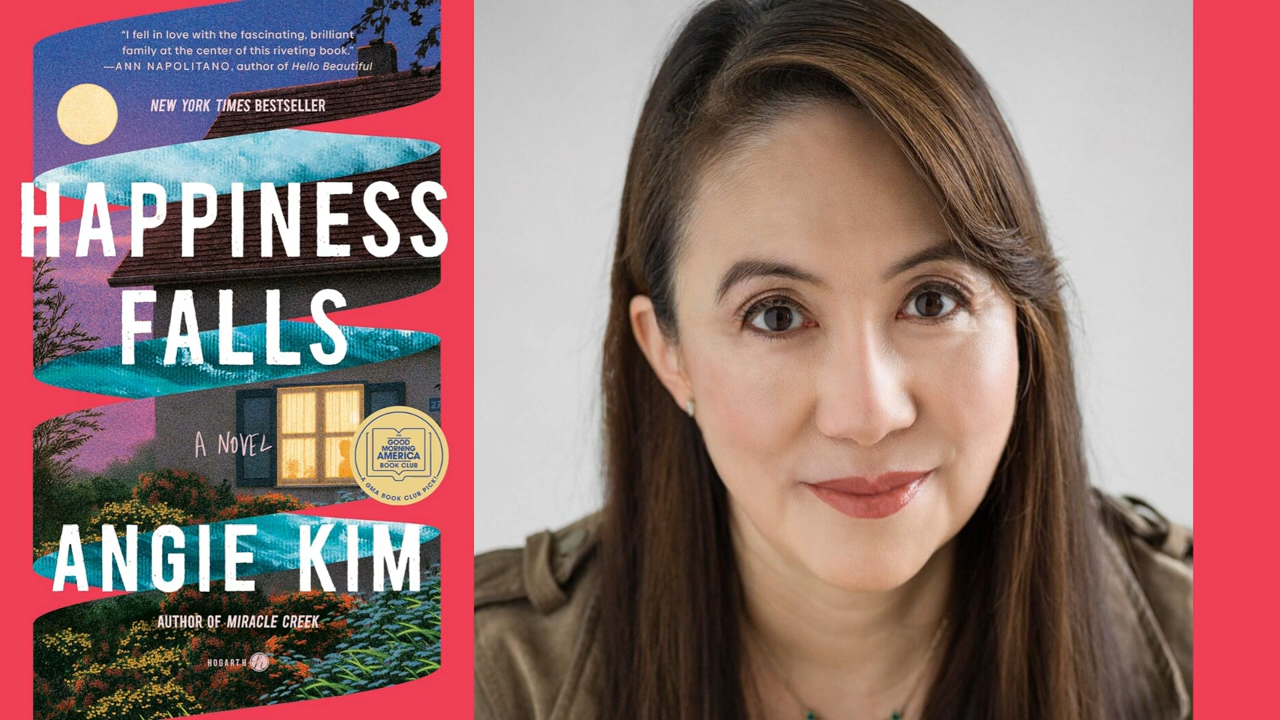 "I fell in love with the fascinating, brilliant
family at the center of this riveting book."
—ANN NAPOLITANO, author of Hello Beautiful
NEW YORK TIMES BESTSELLER
HAPPINESS
FALLS
A NOVEL
GOOD
MORNING
AMERICA
BOOK CLUB
A GMA BOOK CLUB PICK!
ANGIE KIM
AUTHOR OF MIRACLE CREEK
HOGARTH